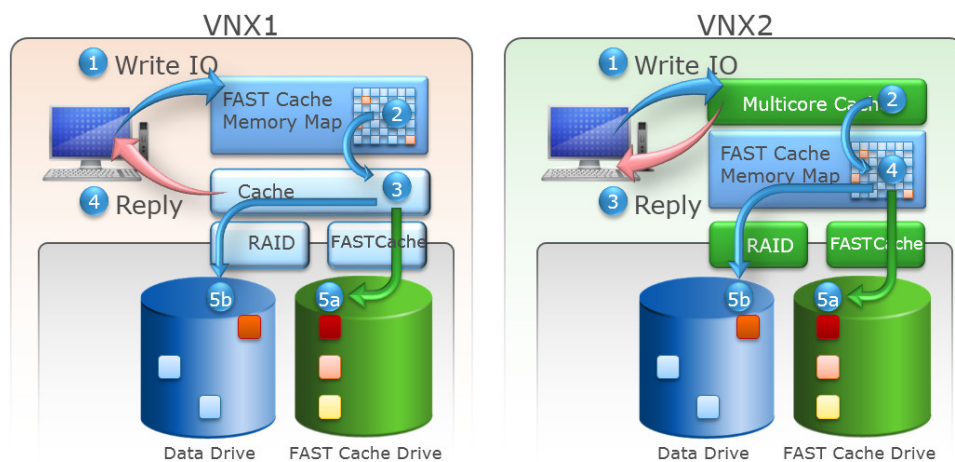 VNX1
1 Write IO
FAST Cache
Memory Map
2
3
Cache
4 Reply
RAID
FASTCache
5b
5a
Data Drive
FAST Cache Drive
VNX2
1 Write IO
Multicore Cache
2
FAST Cache
Memory Map
4
3 Reply
RAID
FASTCache
5b
5a
Data Drive
FAST Cache Drive